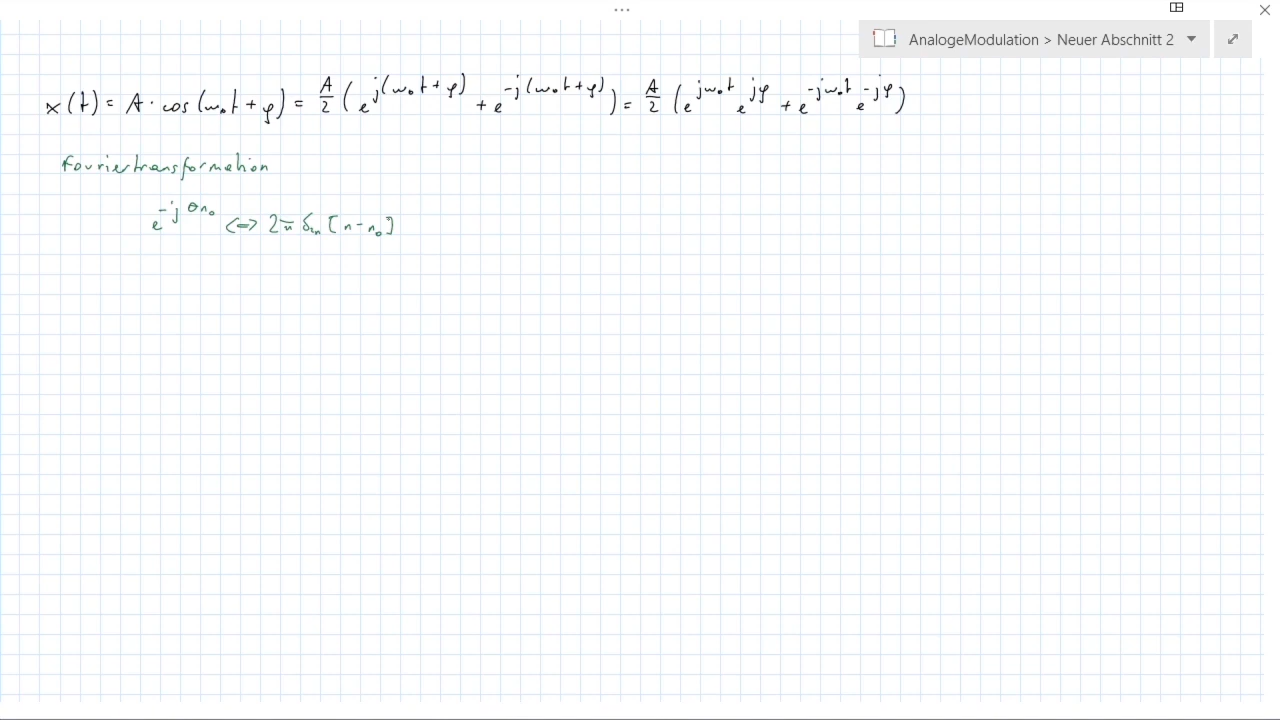 AnalogeModulation > Neuer Abschnitt 2
x(t) = A · cos(ω₀t + φ) = A/2 (e^{j(ω₀t+φ)} + e^{-j(ω₀t+φ)}) = A/2 (e^{jω₀t} e^{jφ} + e^{-jω₀t} e^{-jφ})
Fouriertransformation
e^{-jΘn₀} <=> 2π δ₂π [n-n₀]